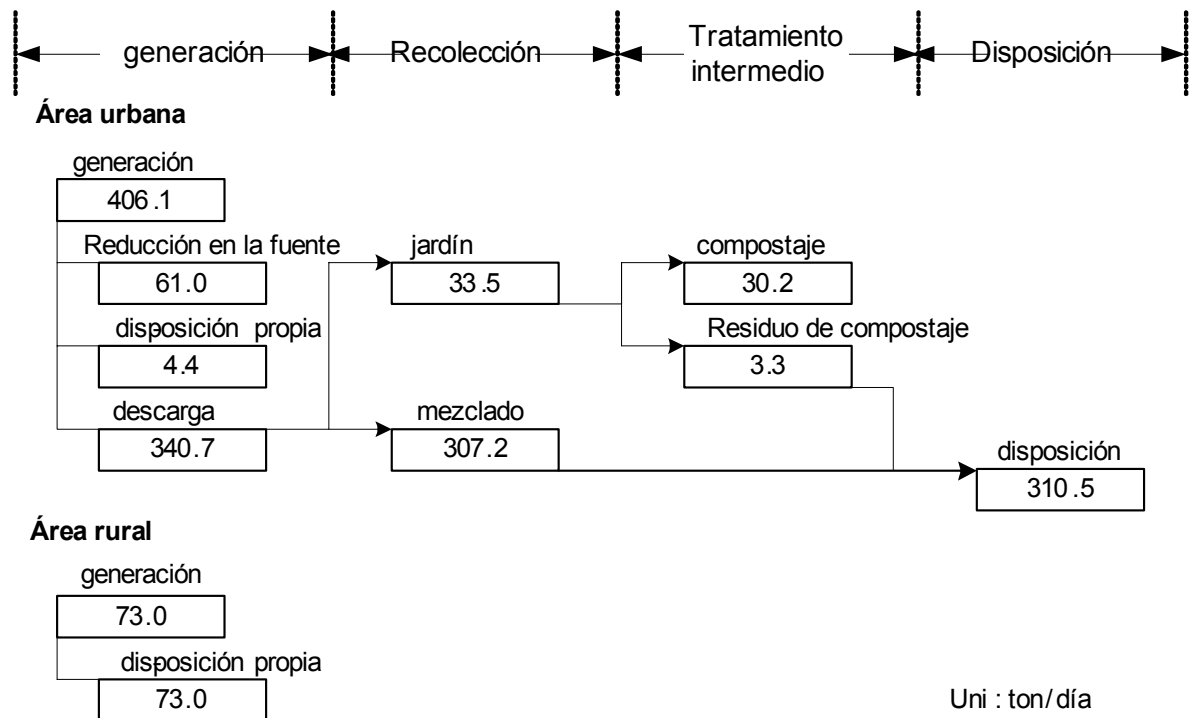 generación Recolección Tratamiento intermedio Disposición
Área urbana
generación
406.1
Reducción en la fuente jardín compostaje
61.0 33.5 30.2
disposición propia Residuo de compostaje
4.4 3.3
descarga mezclado
340.7 307.2
disposición
310.5
Área rural
generación
73.0
disposición propia
73.0
Uni : ton/día